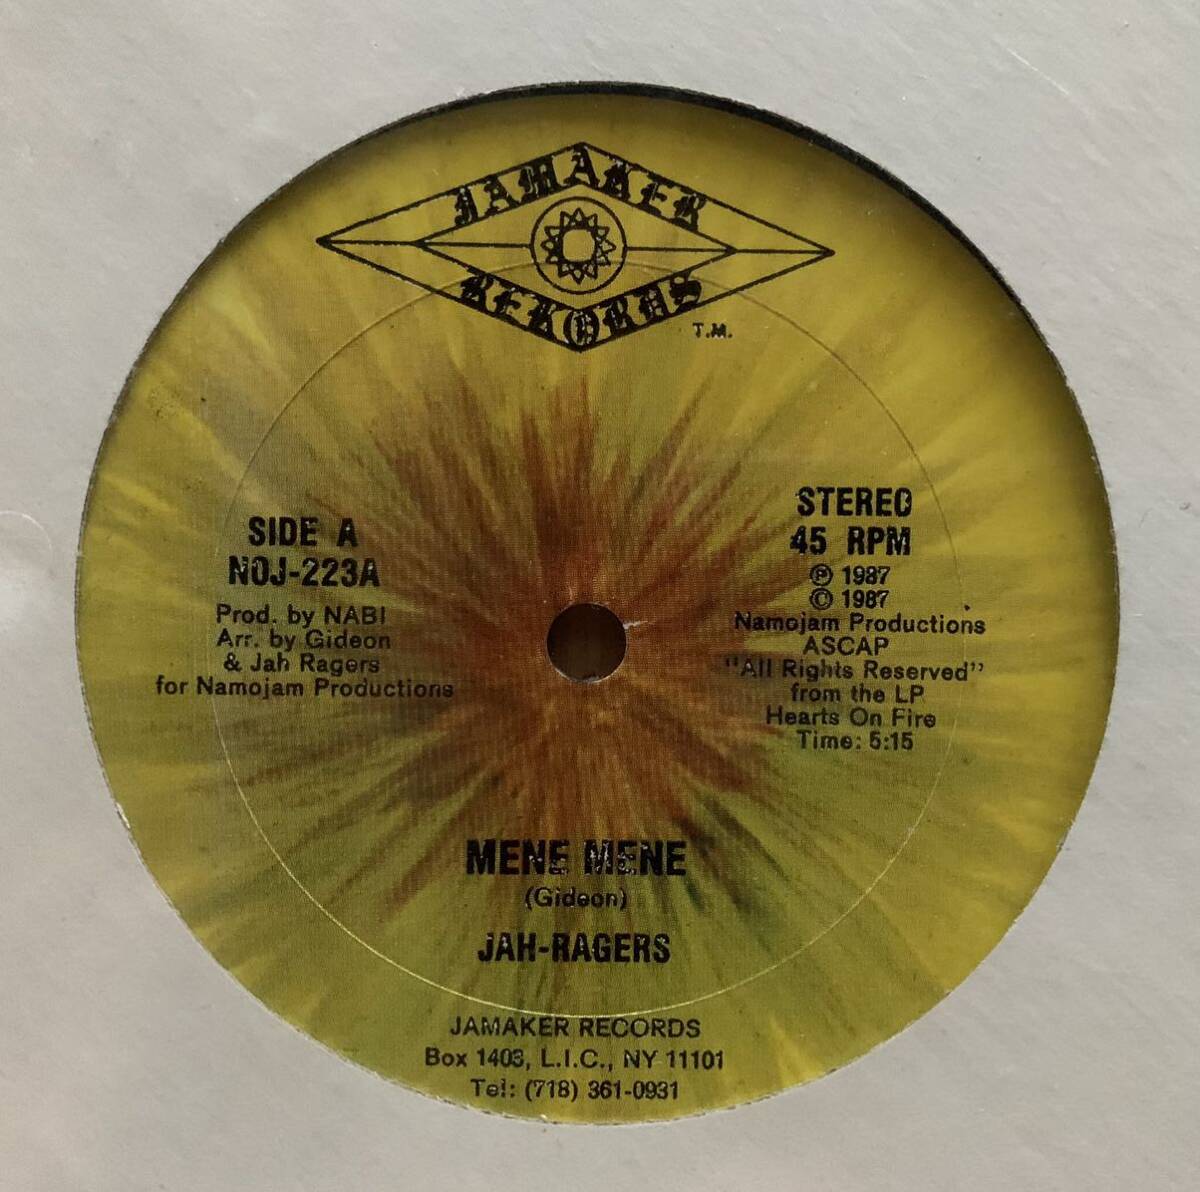 JAMAKER
REKORDS
T.M.
SIDE A
NOJ-223A
Prod. by NABI
Arr. by Gideon
& Jah Ragers
for Namojam Productions
STEREO
45 RPM
Ⓟ 1987
© 1987
Namojam Productions
ASCAP
"All Rights Reserved"
from the LP
Hearts On Fire
Time: 5:15
MENE MENE
(Gideon)
JAH-RAGERS
JAMAKER RECORDS
Box 1403, L.I.C., NY 11101
Tel: (718) 361-0931